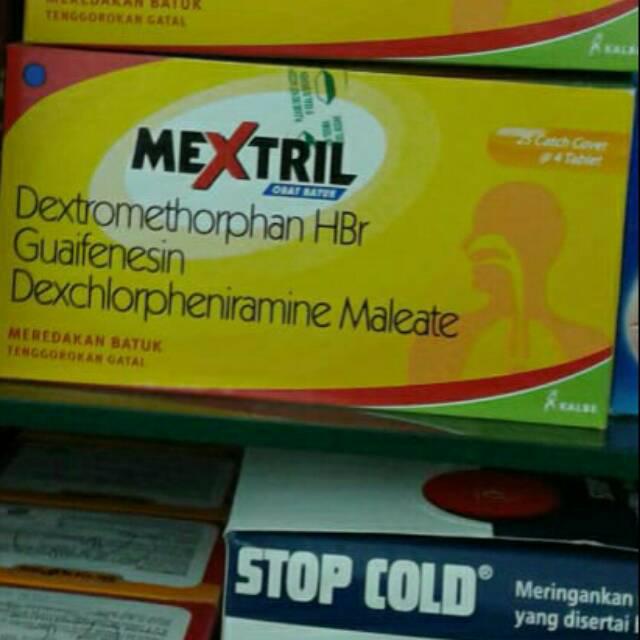 MEREDAKAN BATUK
TENGGOROKAN GATAL
KALBE
MEXTRIL
OBAT BATUK
25 Catch Cover
@ 4 Tablet
Dextromethorphan HBr
Guaifenesin
Dexchlorpheniramine Maleate
MEREDAKAN BATUK
TENGGOROKAN GATAL
KALBE
STOP COLD®
Meringankan
yang disertai